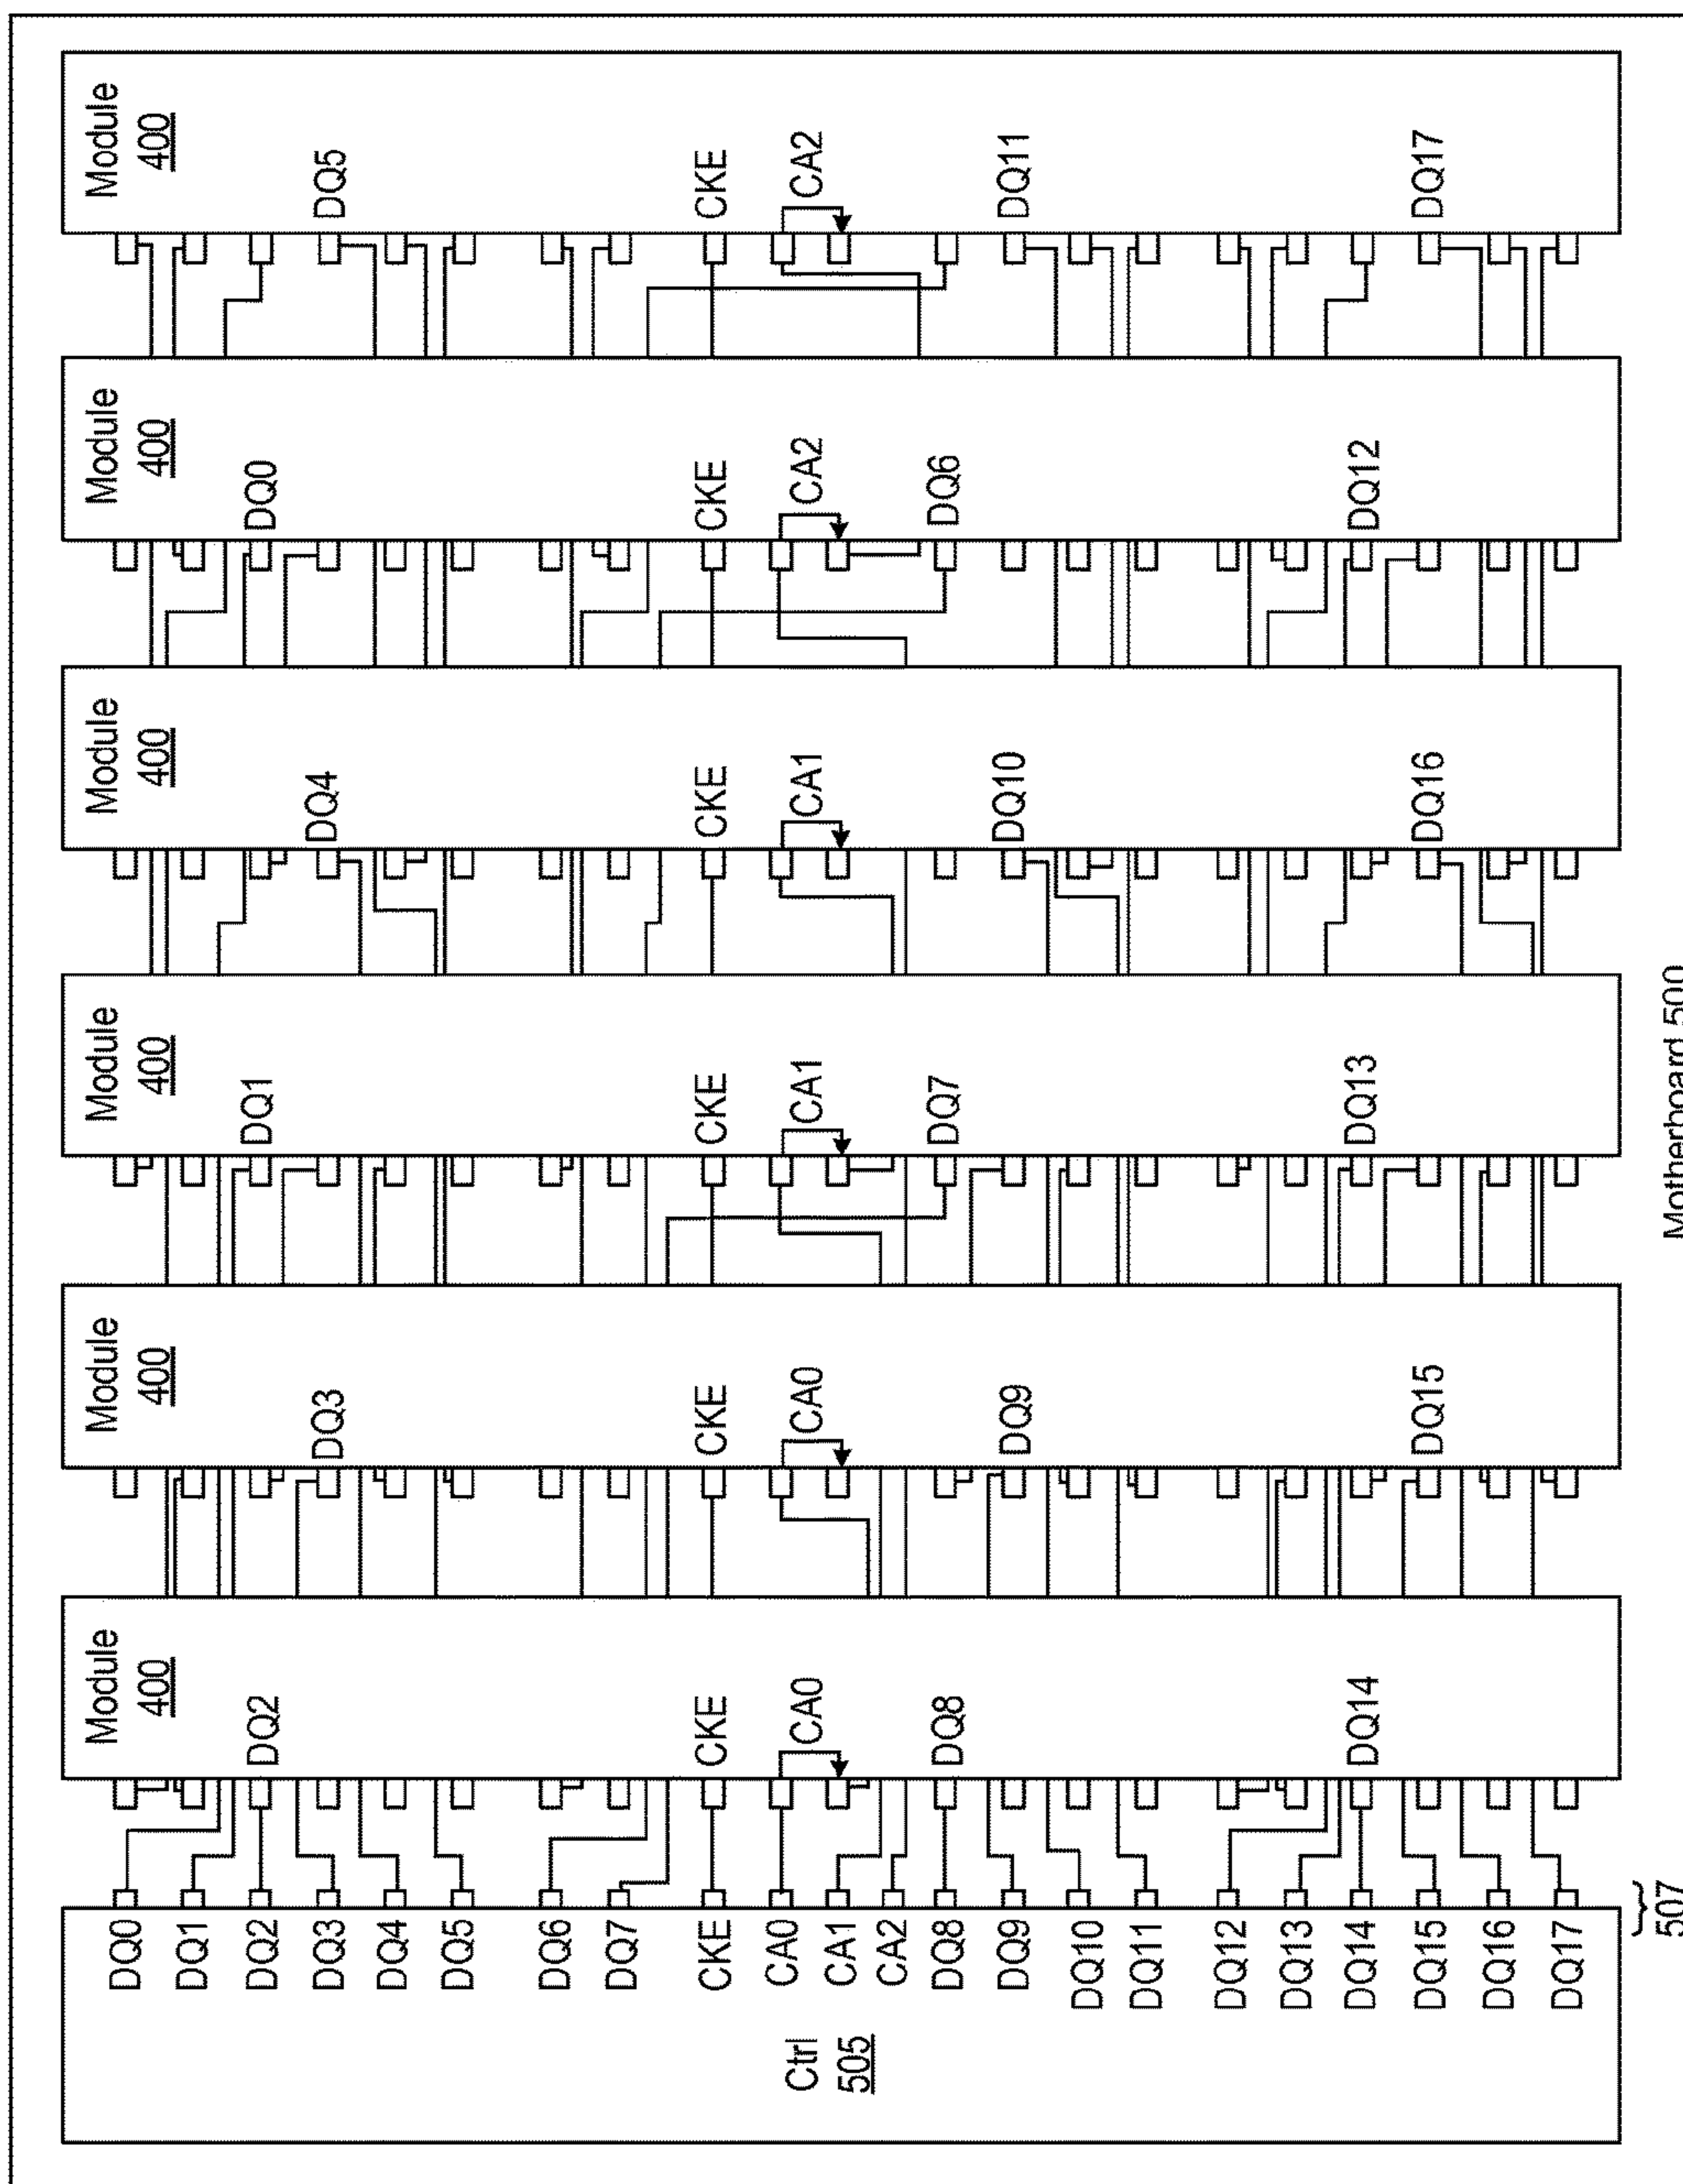 Module
400
DQ5
CKE
CA2
DQ11
DQ17
Module
400
DQ0
CKE
CA2
DQ6
DQ12
Module
400
DQ4
CKE
CA1
DQ10
DQ16
Module
400
DQ1
CKE
CA1
DQ7
DQ13
Module
400
DQ3
CKE
CA0
DQ9
DQ15
Module
400
DQ2
CKE
CA0
DQ8
DQ14
DQ0
DQ1
DQ2
DQ3
DQ4
DQ5
DQ6
DQ7
CKE
CA0
CA1
CA2
DQ8
DQ9
DQ10
DQ11
DQ12
DQ13
DQ14
DQ15
DQ16
DQ17
Ctrl
505
507
Motherboard 500